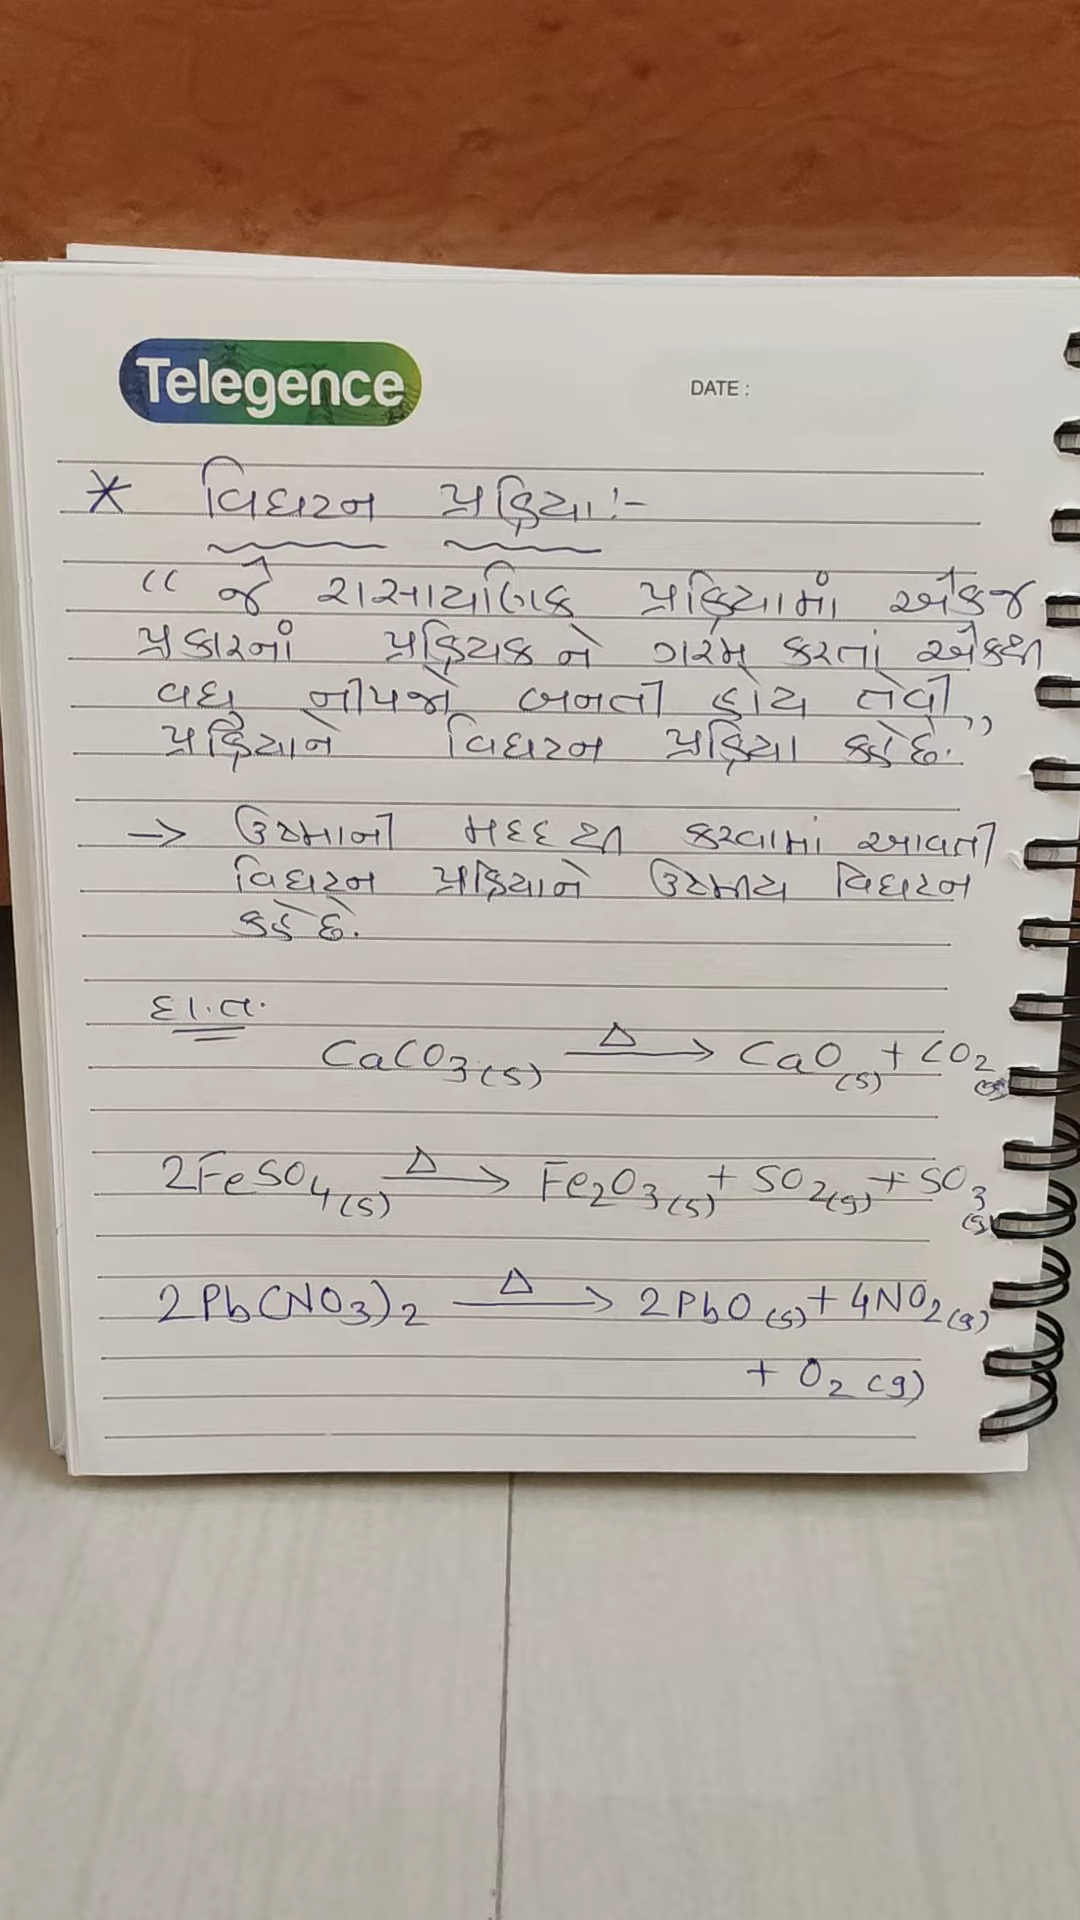 Telegence
DATE :
* વિઘટન પ્રક્રિયા :-
“ જે રાસાયણિક પ્રક્રિયામાં એકજ
પ્રકારનાં પ્રક્રિયકને ગરમ કરતાં એકથી
વધુ નીપજો બનતી હોય તેવી
પ્રક્રિયાને વિઘટન પ્રક્રિયા કહે છે. ”
→ ઉષ્માની મદદથી કરવામાં આવતી
વિઘટન પ્રક્રિયાને ઉષ્મીય વિઘટન
કહે છે.
દા.ત.
CaCO₃(s) —Δ→ CaO(s) + CO₂(g)
2FeSO₄(s) —Δ→ Fe₂O₃(s) + SO₂(g) + SO₃(g)
2Pb(NO₃)₂ —Δ→ 2PbO(s) + 4NO₂(g)
+ O₂(g)